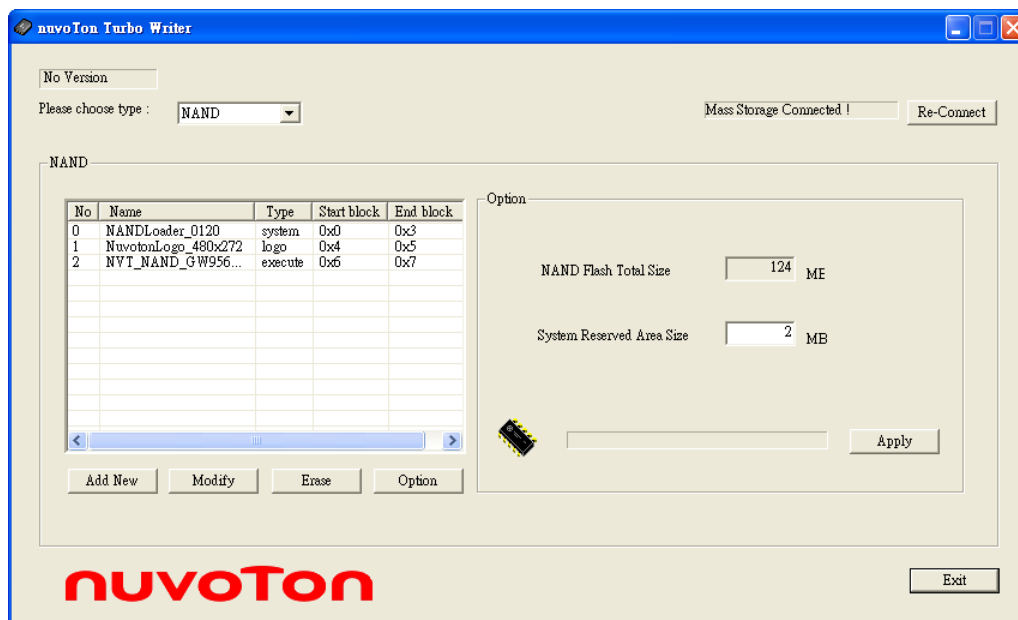 nuvoTon Turbo Writer
No Version
Please choose type :
NAND
Mass Storage Connected !
Re-Connect
NAND
No Name Type Start block End block
0 NANDLoader_0120 system 0x0 0x3
1 NuvotonLogo_480x272 logo 0x4 0x5
2 NVT_NAND_GW956... execute 0x6 0x7
Option
NAND Flash Total Size 124 ME
System Reserved Area Size 2 MB
Apply
Add New Modify Erase Option
nuvoTon
Exit